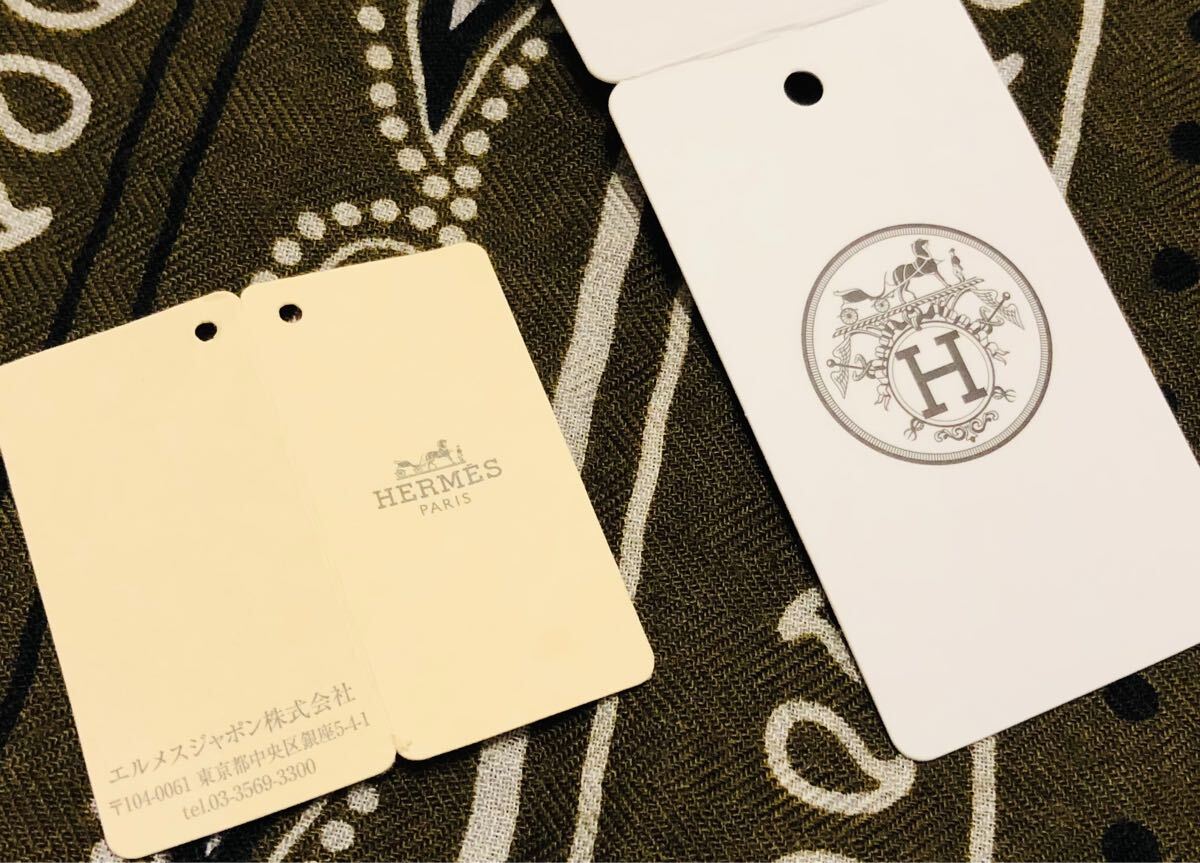 エルメスジャポン株式会社
〒104-0061 東京都中央区銀座5-4-1
tel.03-3569-3300
HERMÈS
PARIS
H